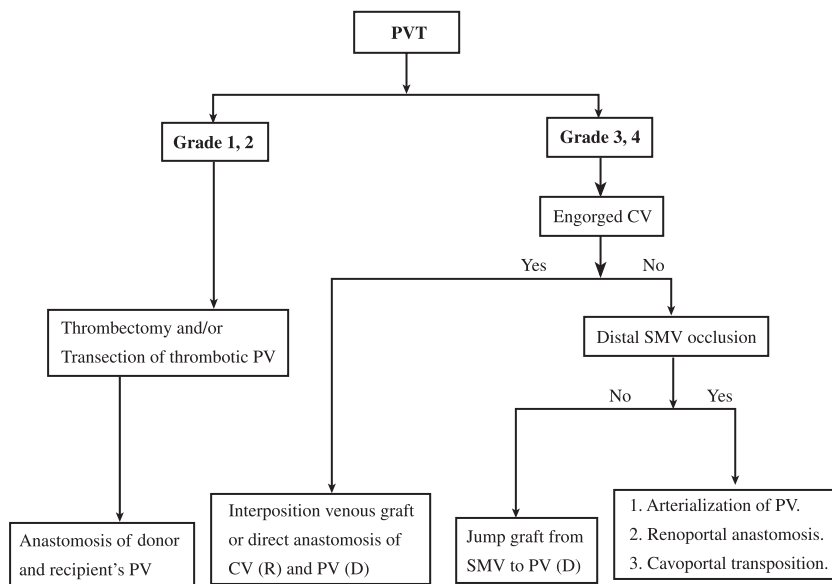 PVT
Grade 1, 2
Grade 3, 4
Engorged CV
Yes
No
Thrombectomy and/or
Transection of thrombotic PV
Distal SMV occlusion
No
Yes
Anastomosis of donor
and recipient's PV
Interposition venous graft
or direct anastomosis of
CV (R) and PV (D)
Jump graft from
SMV to PV (D)
1. Arterialization of PV.
2. Renoportal anastomosis.
3. Cavoportal transposition.